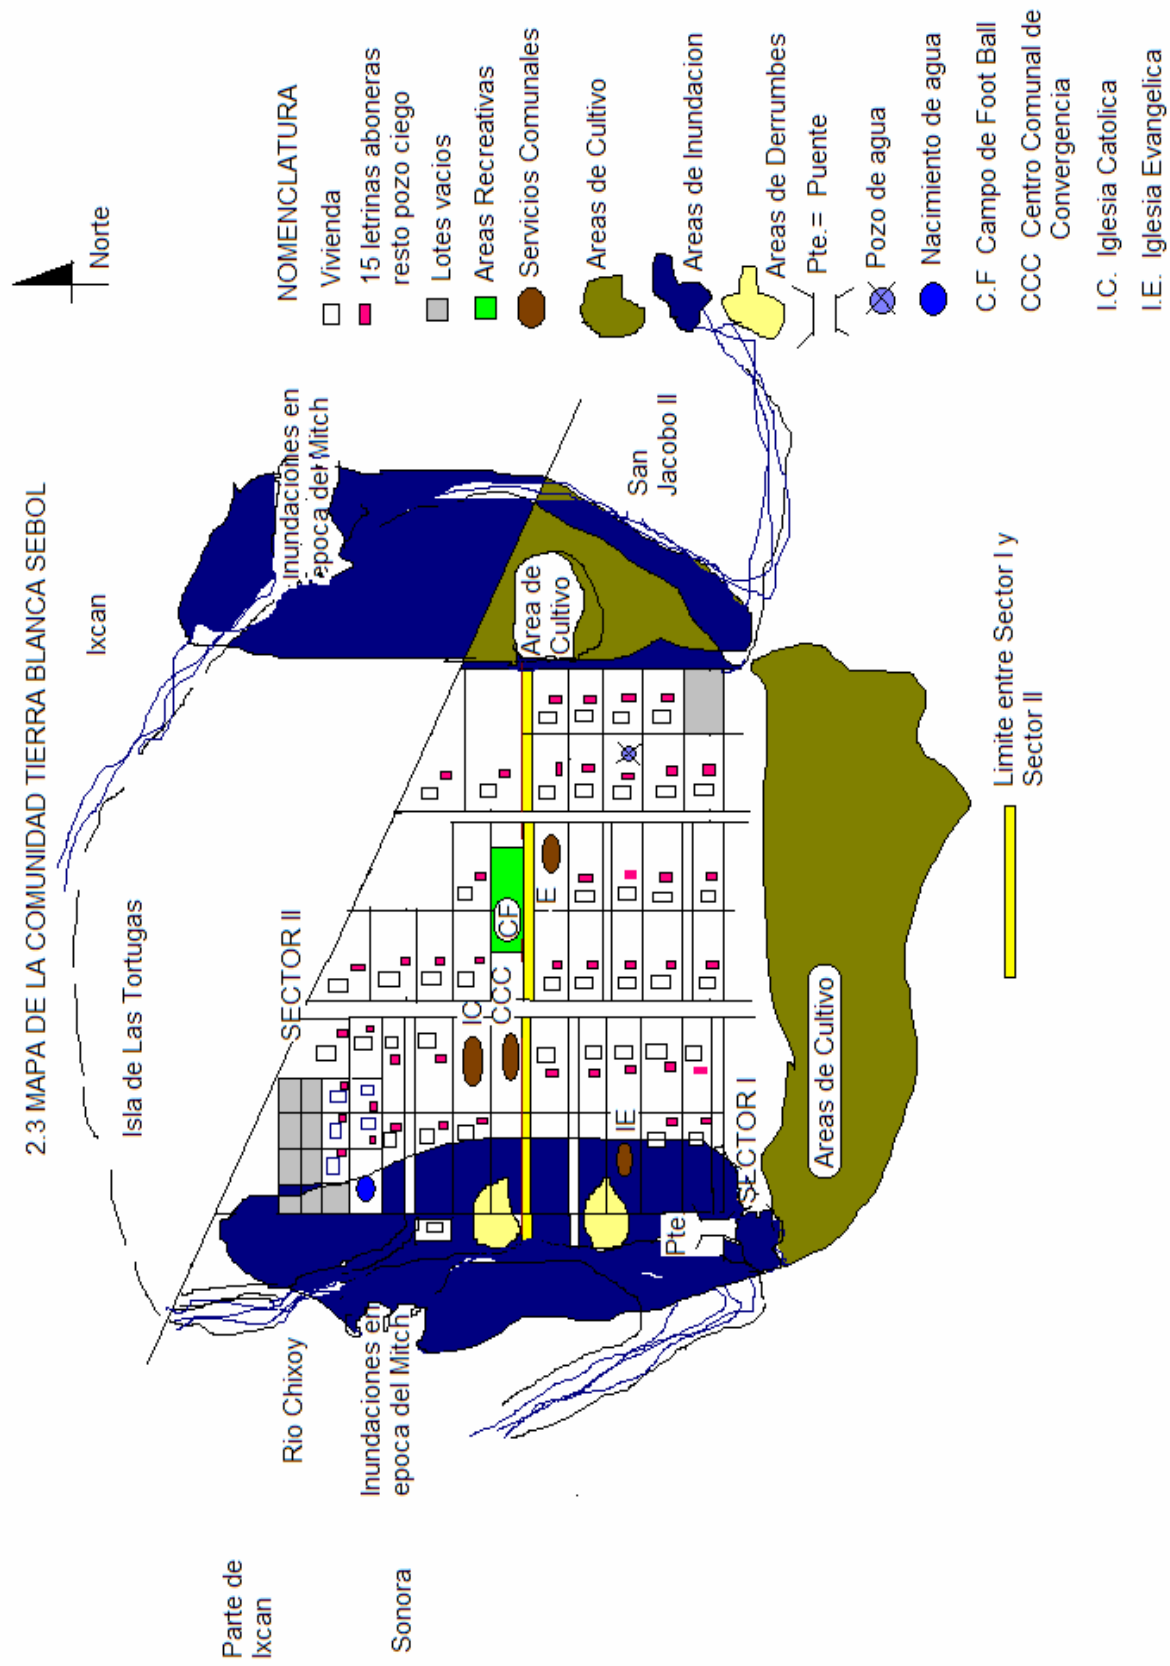 2.3 MAPA DE LA COMUNIDAD TIERRA BLANCA SEBOL
Norte
Ixcan
Isla de Las Tortugas
Parte de
Ixcan
Sonora
Rio Chixoy
Inundaciones en
epoca del Mitch
SECTOR II
Inundaciones en
epoca del Mitch
IC
CCC
CF
E
Area de
Cultivo
San
Jacobo II
IE
Pte.
SECTOR I
Areas de Cultivo
Limite entre Sector I y
Sector II
NOMENCLATURA
Vivienda
15 letrinas aboneras
resto pozo ciego
Lotes vacios
Areas Recreativas
Servicios Comunales
Areas de Cultivo
Areas de Inundacion
Areas de Derrumbes
Pte.= Puente
Pozo de agua
Nacimiento de agua
C.F Campo de Foot Ball
CCC Centro Comunal de
Convergencia
I.C. Iglesia Catolica
I.E. Iglesia Evangelica